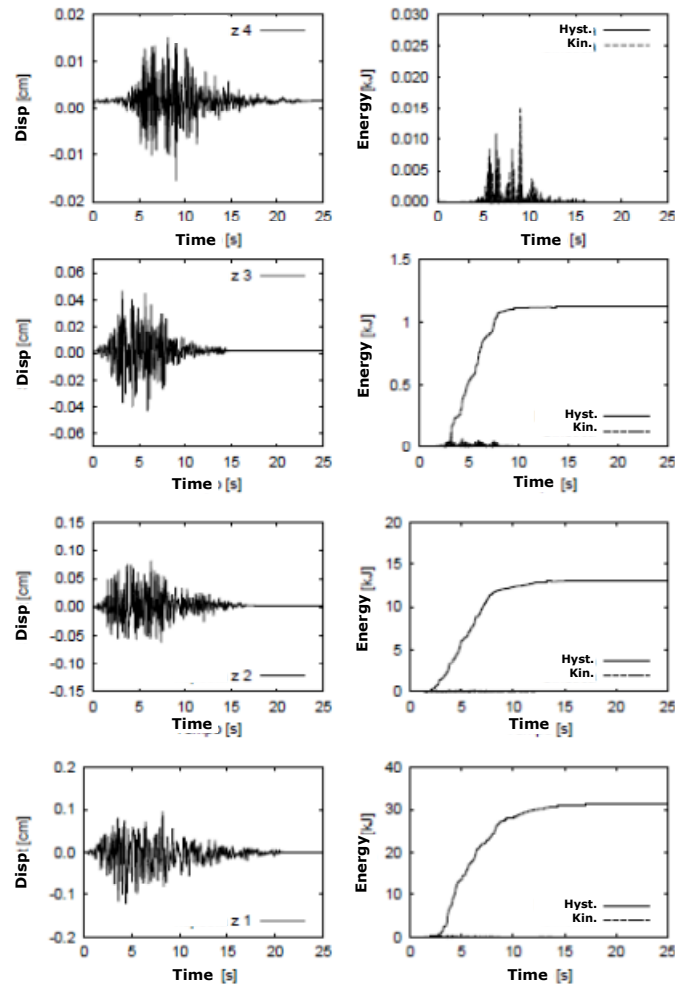 0.02
0.01
0.00
-0.01
-0.02
Disp [cm]
z 4
0 5 10 15 20 25
Time [s]
0.030
0.025
0.020
0.015
0.010
0.005
0.000
Energy [kJ]
Hyst.
Kin.
0 5 10 15 20 25
Time [s]
0.06
0.04
0.02
0.00
-0.02
-0.04
-0.06
Disp [cm]
z 3
0 5 10 15 20 25
Time [s]
1.5
1
0.5
0
Energy [kJ]
Hyst.
Kin.
0 5 10 15 20 25
Time [s]
0.15
0.10
0.05
0.00
-0.05
-0.10
-0.15
Disp [cm]
z 2
0 5 10 15 20 25
Time [s]
20
15
10
5
0
Energy [kJ]
Hyst.
Kin.
0 5 10 15 20 25
Time [s]
0.2
0.1
0.0
-0.1
-0.2
Disp [cm]
z 1
0 5 10 15 20 25
Time [s]
40
30
20
10
0
Energy [kJ]
Hyst.
Kin.
0 5 10 15 20 25
Time [s]